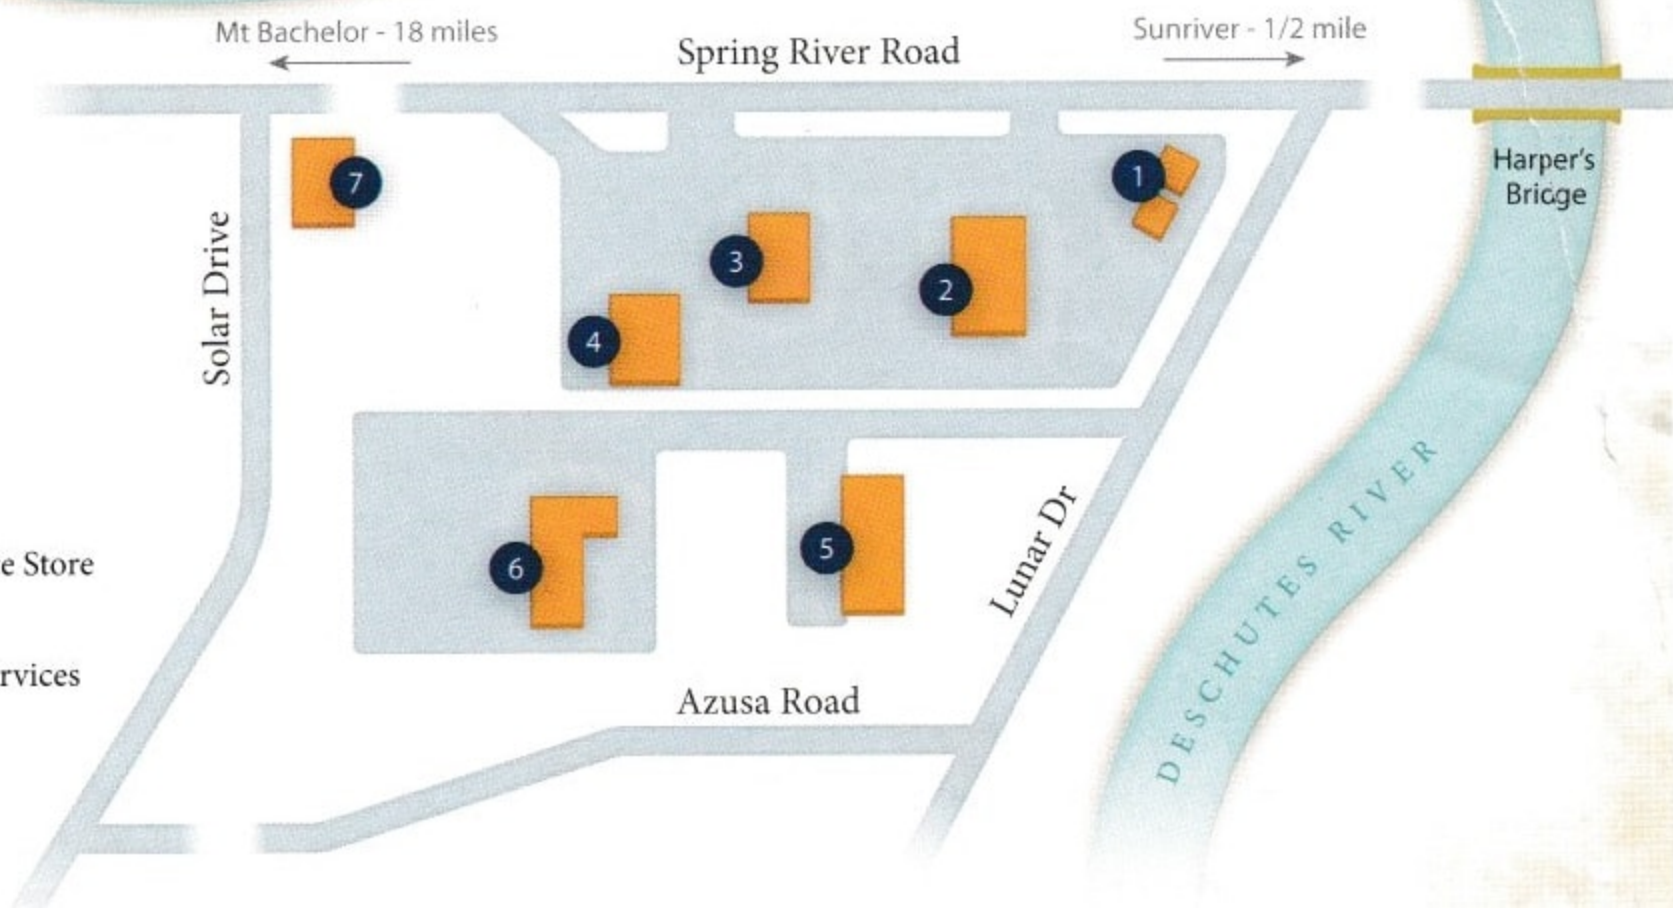 Mt Bachelor - 18 miles
Spring River Road
Sunriver - 1/2 mile
Harper's
Bridge
7
1
3
2
4
Solar Drive
6
5
Lunar Dr
DESCHUTES RIVER
e Store
rvices
Azusa Road